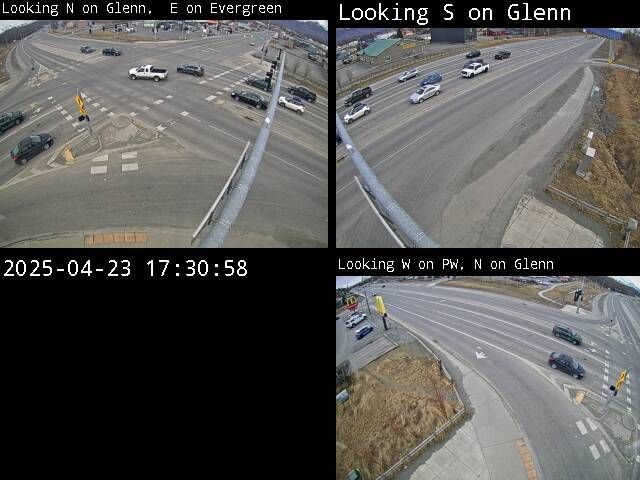 Looking N on Glenn,  E on Evergreen
Looking S on Glenn
2025-04-23 17:30:58
Looking W on PW, N on Glenn